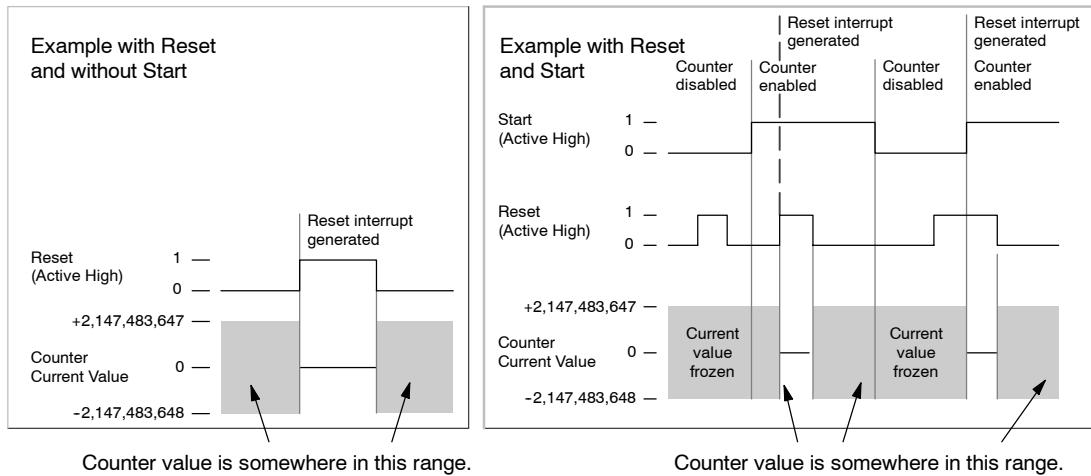 Example with Reset
and without Start
Reset interrupt
generated
Reset
(Active High)
1
0
+2,147,483,647
Counter
Current Value
0
-2,147,483,648
Counter value is somewhere in this range.
Example with Reset
and Start
Reset interrupt
generated
Reset interrupt
generated
Counter
disabled
Counter
enabled
Counter
disabled
Counter
enabled
Start
(Active High)
1
0
Reset
(Active High)
1
0
+2,147,483,647
Counter
Current Value
0
-2,147,483,648
Current
value
frozen
Current
value
frozen
Counter value is somewhere in this range.